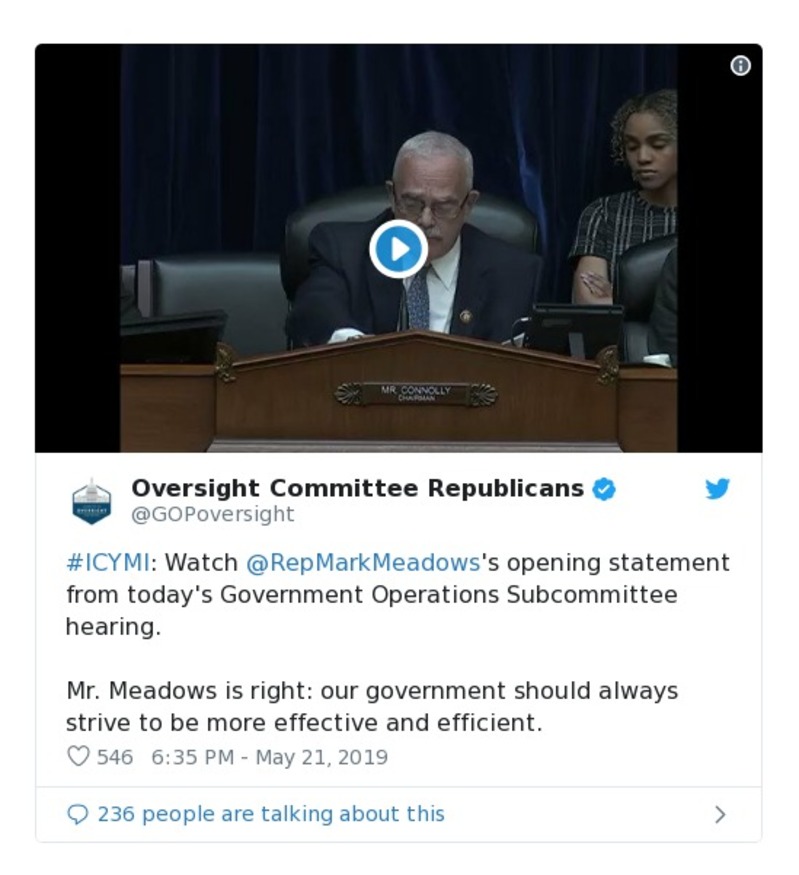 MR. CONNOLLY
CHAIRMAN
Oversight Committee Republicans
@GOPoversight
#ICYMI: Watch @RepMarkMeadows's opening statement
from today's Government Operations Subcommittee
hearing.
Mr. Meadows is right: our government should always
strive to be more effective and efficient.
546 6:35 PM - May 21, 2019
236 people are talking about this